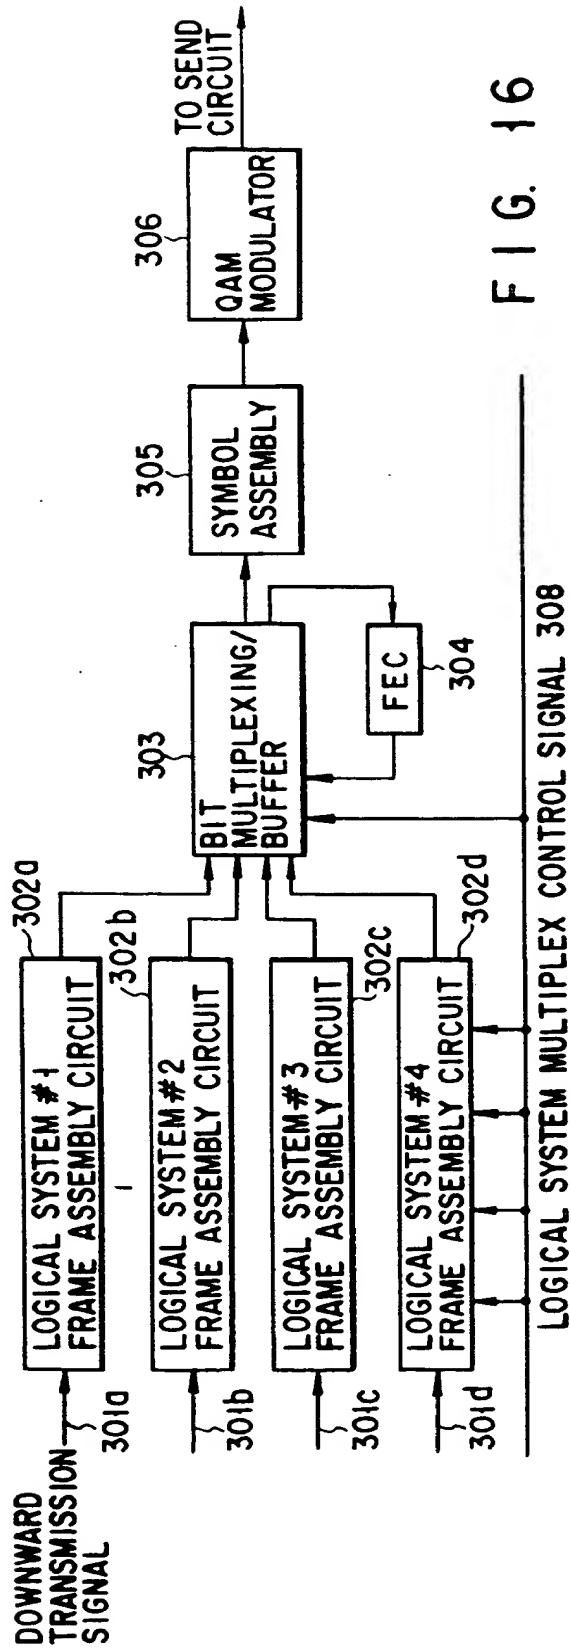 DOWNWARD
TRANSMISSION
SIGNAL
301a
LOGICAL SYSTEM #1
FRAME ASSEMBLY CIRCUIT
302a
301b
LOGICAL SYSTEM #2
FRAME ASSEMBLY CIRCUIT
302b
301c
LOGICAL SYSTEM #3
FRAME ASSEMBLY CIRCUIT
302c
301d
LOGICAL SYSTEM #4
FRAME ASSEMBLY CIRCUIT
302d
303
BIT
MULTIPLEXING/
BUFFER
FEC
304
305
SYMBOL
ASSEMBLY
306
QAM
MODULATOR
TO SEND
CIRCUIT
LOGICAL SYSTEM MULTIPLEX CONTROL SIGNAL 308
FIG. 16